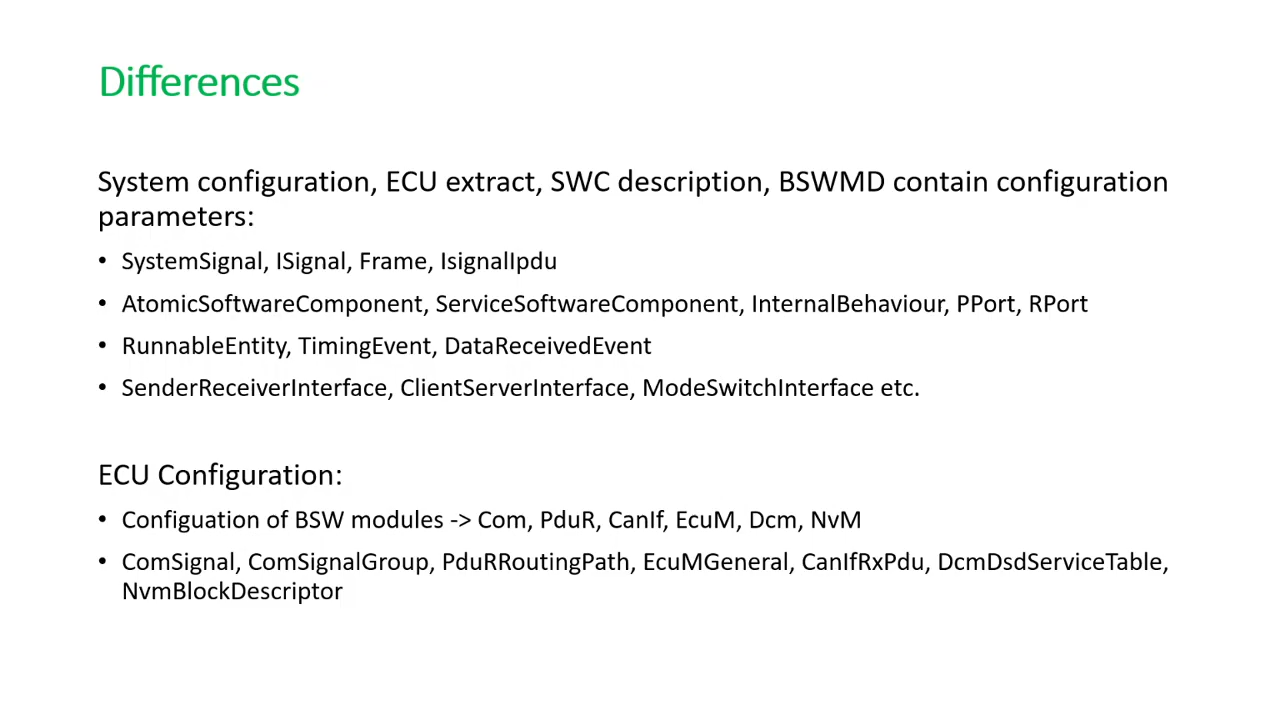 Differences
System configuration, ECU extract, SWC description, BSWMD contain configuration
parameters:
• SystemSignal, ISignal, Frame, IsignalIpdu
• AtomicSoftwareComponent, ServiceSoftwareComponent, InternalBehaviour, PPort, RPort
• RunnableEntity, TimingEvent, DataReceivedEvent
• SenderReceiverInterface, ClientServerInterface, ModeSwitchInterface etc.
ECU Configuration:
• Configuation of BSW modules -> Com, PduR, CanIf, EcuM, Dcm, NvM
• ComSignal, ComSignalGroup, PduRRoutingPath, EcuMGeneral, CanIfRxPdu, DcmDsdServiceTable,
NvmBlockDescriptor